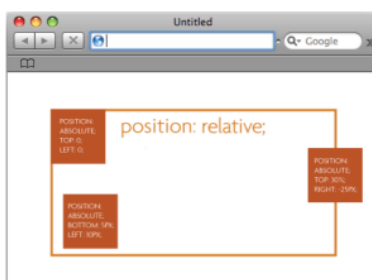 Untitled
Google
position: relative;
POSITION:
ABSOLUTE;
TOP: 0;
LEFT: 0;
POSITION:
ABSOLUTE;
TOP: 30%;
RIGHT: -25PX;
POSITION:
ABSOLUTE;
BOTTOM: 5PX;
LEFT: 10PX;